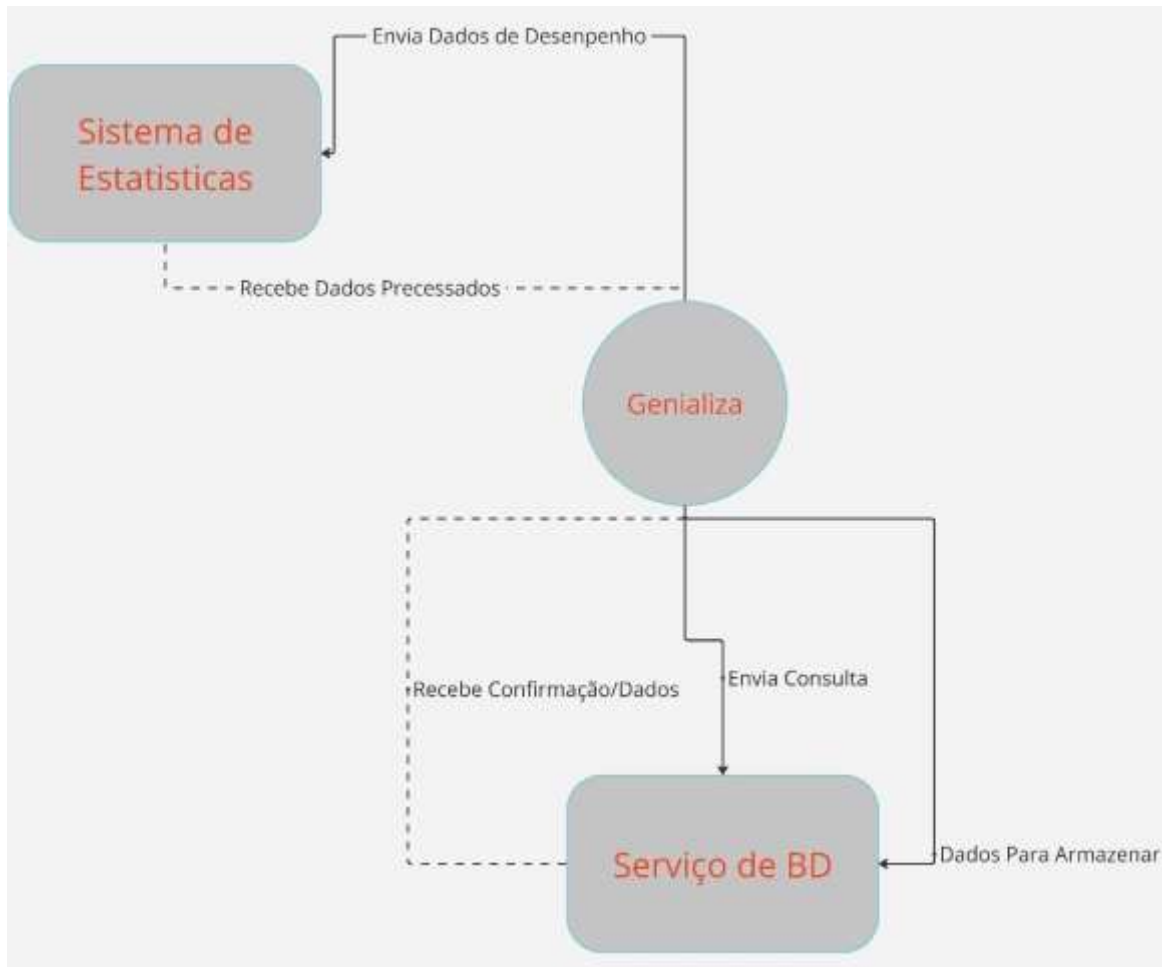 Envia Dados de Desenpenho
Sistema de
Estatisticas
Recebe Dados Precessados
Genializa
Envia Consulta
Recebe Confirmação/Dados
Dados Para Armazenar
Serviço de BD